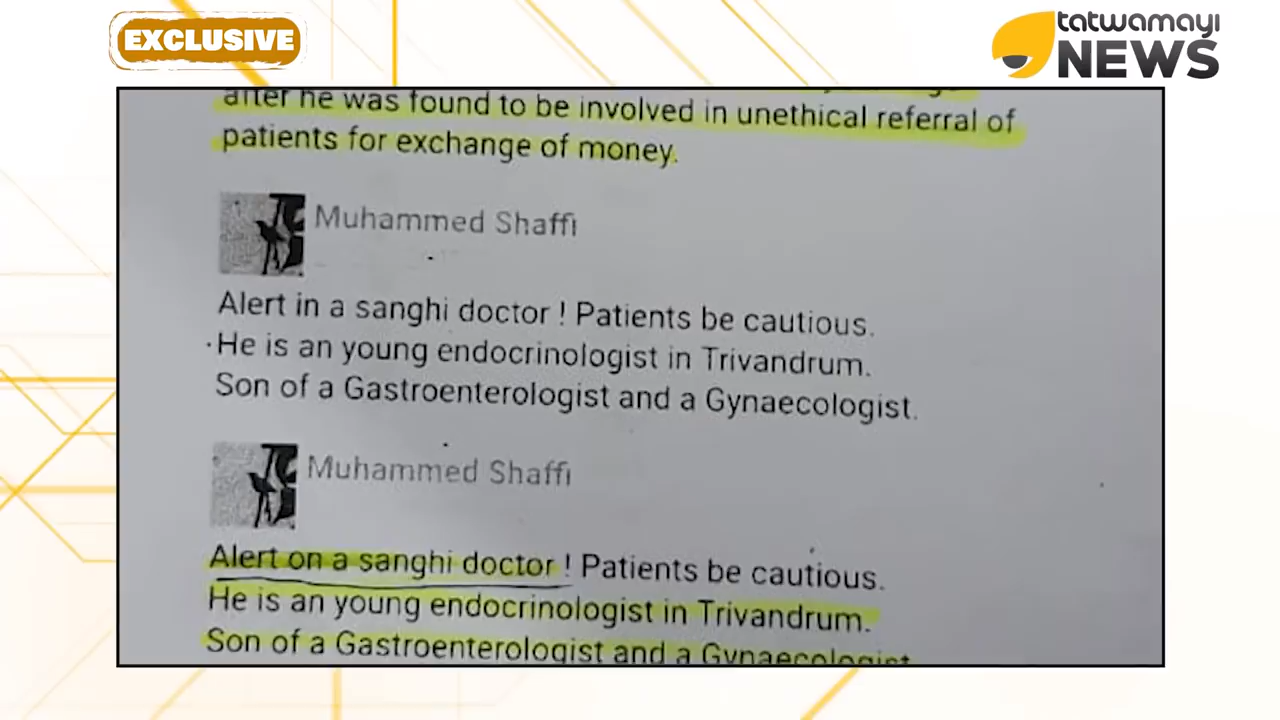 EXCLUSIVE
tatwamayi
NEWS
after he was found to be involved in unethical referral of
patients for exchange of money.
Muhammed Shaffi
Alert in a sanghi doctor ! Patients be cautious.
He is an young endocrinologist in Trivandrum.
Son of a Gastroenterologist and a Gynaecologist.
Muhammed Shaffi
Alert on a sanghi doctor ! Patients be cautious.
He is an young endocrinologist in Trivandrum.
Son of a Gastroenterologist and a Gynaecologist